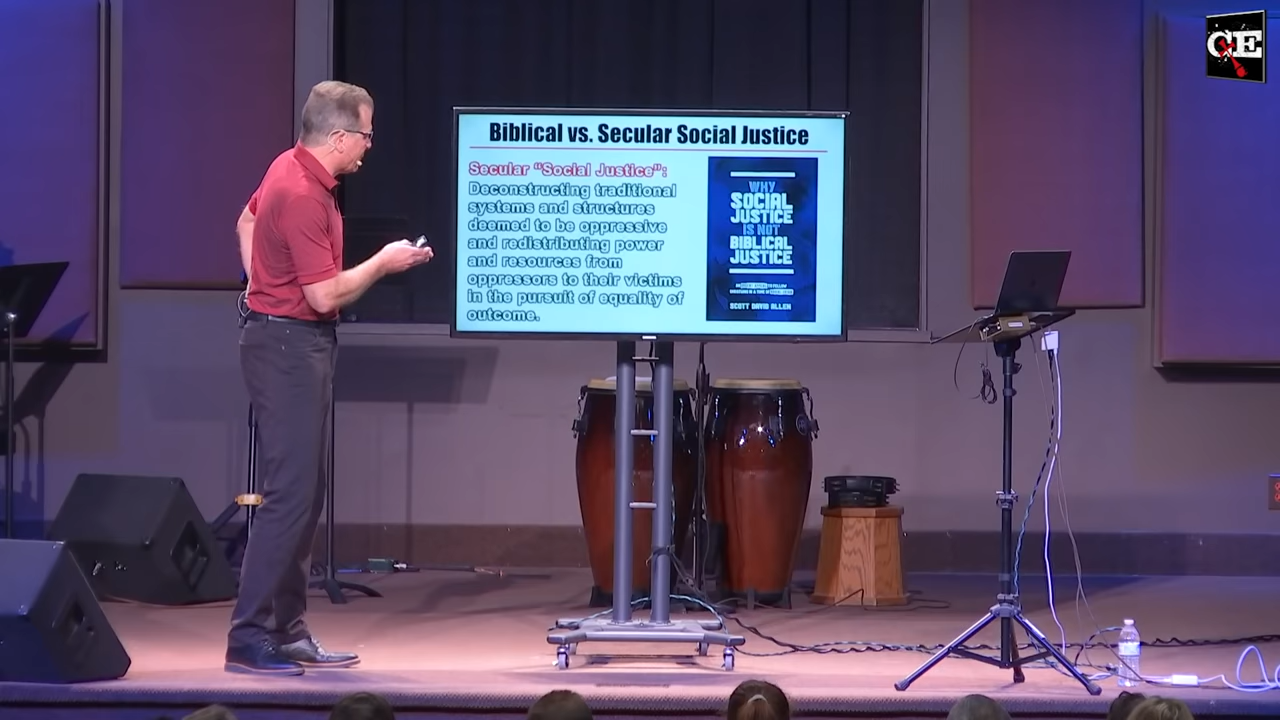 CE
Biblical vs. Secular Social Justice
Secular “Social Justice”:
Deconstructing traditional
systems and structures
deemed to be oppressive
and redistributing power
and resources from
oppressors to their victims
in the pursuit of equality of
outcome.
WHY
SOCIAL
JUSTICE
IS NOT
BIBLICAL
JUSTICE
SCOTT DAVID ALLEN